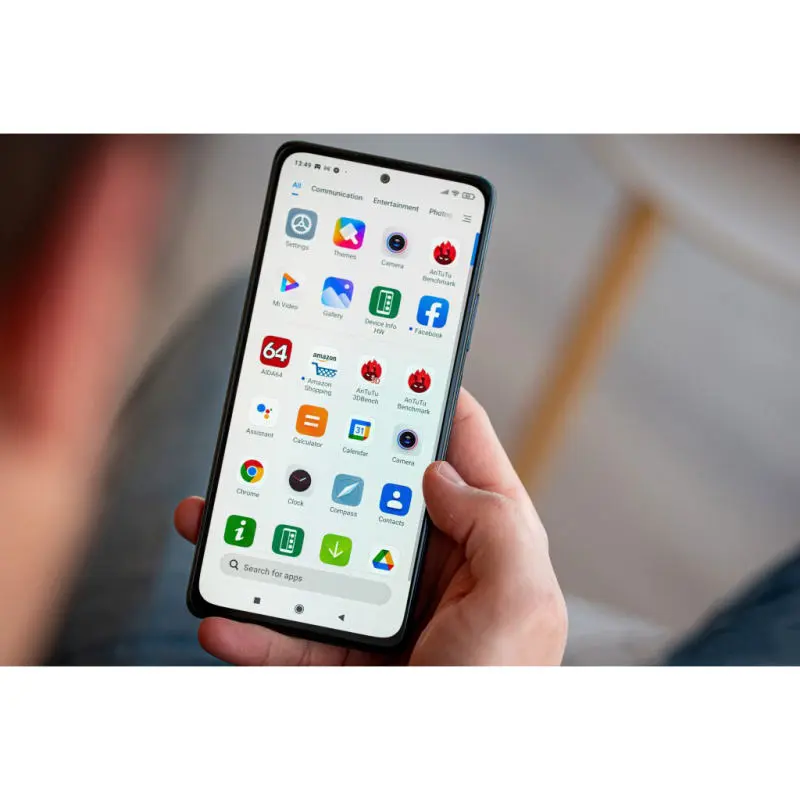 13:49
All Communication Entertainment Photo
Settings Themes Camera AnTuTu
Benchmark
Mi Video Gallery Device Info Facebook
HW
64
amazon
AIDA64 Amazon AnTuTu AnTuTu
Shopping 3DBench Benchmark
31
Assistant Calculator Calendar Camera
Chrome Clock Compass Contacts
Search for apps